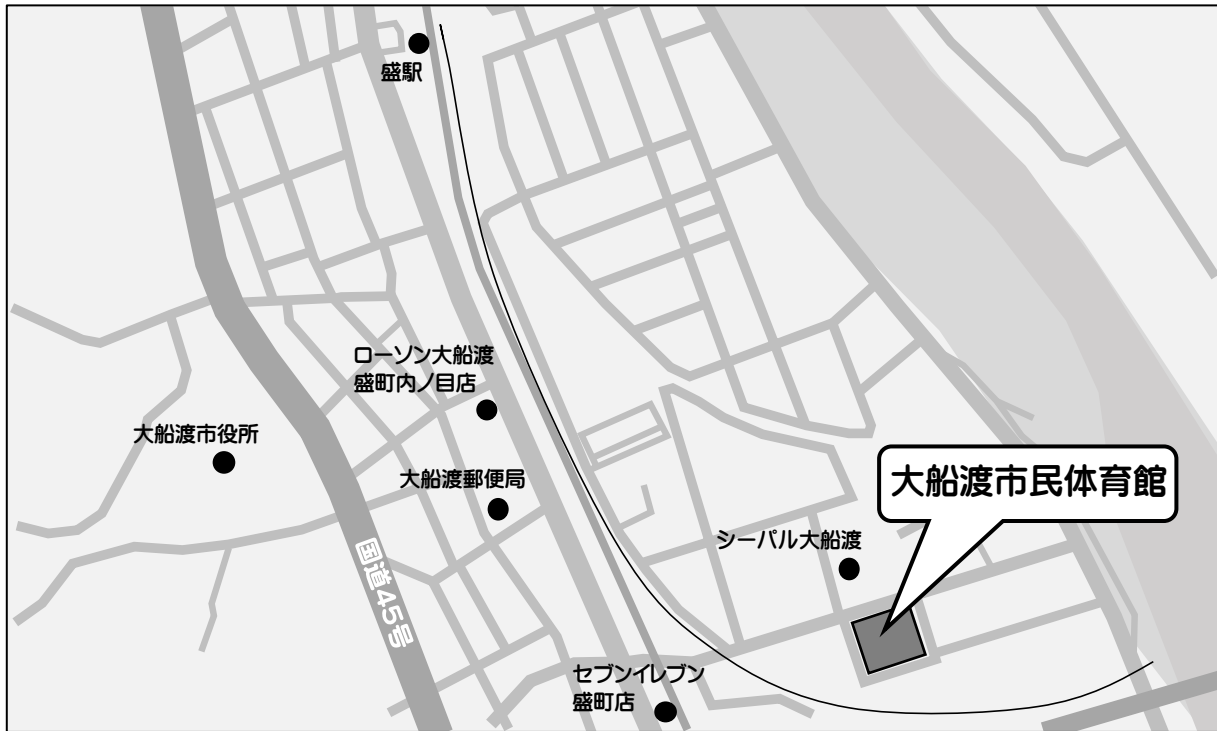 盛駅
ローソン大船渡
盛町内ノ目店
大船渡市役所
大船渡郵便局
大船渡市民体育館
シーパル大船渡
国道45号
セブンイレブン
盛町店